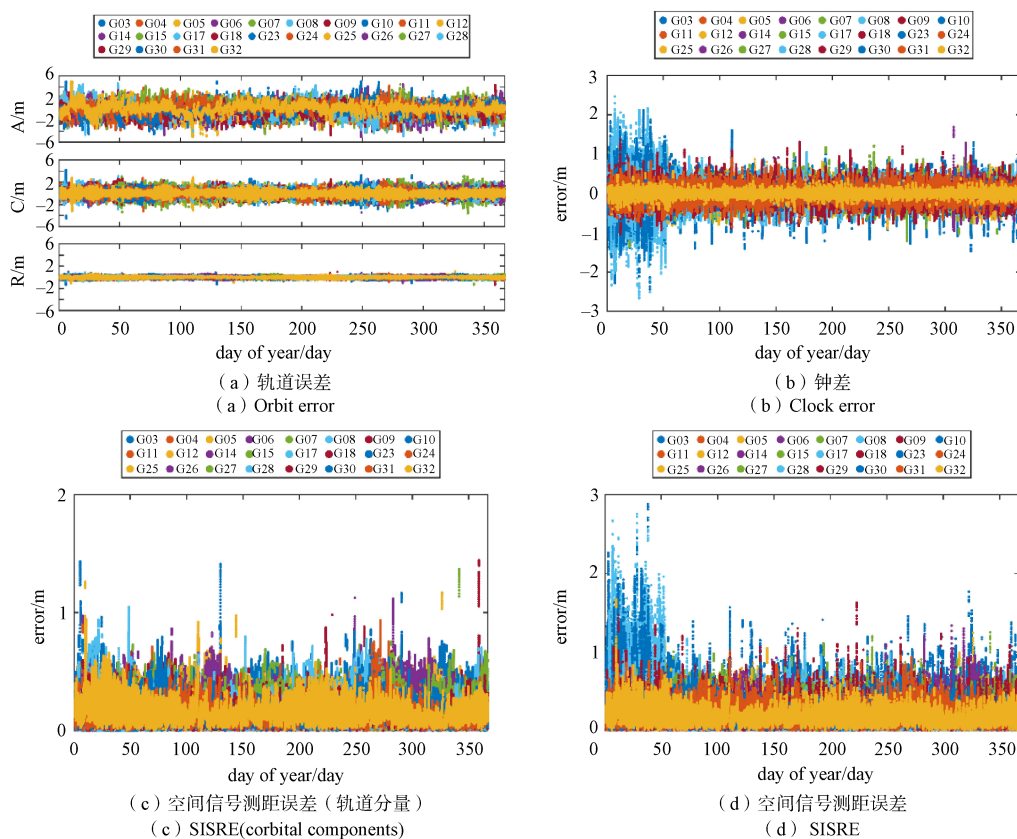 G03 G04 G05 G06 G07 G08 G09 G10 G11 G12
G14 G15 G17 G18 G23 G24 G25 G26 G27 G28
G29 G30 G31 G32
6
2
−2
−6
A/m
6
2
−2
−6
C/m
6
2
−2
−6
R/m
0 50 100 150 200 250 300 350
day of year/day
（a）轨道误差
(a) Orbit error
G03 G04 G05 G06 G07 G08 G09 G10
G11 G12 G14 G15 G17 G18 G23 G24
G25 G26 G27 G28 G29 G30 G31 G32
3
2
1
0
−1
−2
−3
error/m
0 50 100 150 200 250 300 350
day of year/day
（b）钟差
(b) Clock error
G03 G04 G05 G06 G07 G08 G09 G10
G11 G12 G14 G15 G17 G18 G23 G24
G25 G26 G27 G28 G29 G30 G31 G32
2
1
0
error/m
0 50 100 150 200 250 300 350
day of year/day
（c）空间信号测距误差（轨道分量）
(c) SISRE(corbital components)
G03 G04 G05 G06 G07 G08 G09 G10
G11 G12 G14 G15 G17 G18 G23 G24
G25 G26 G27 G28 G29 G30 G31 G32
3
2
1
0
error/m
0 50 100 150 200 250 300 350
day of year/day
（d）空间信号测距误差
(d) SISRE